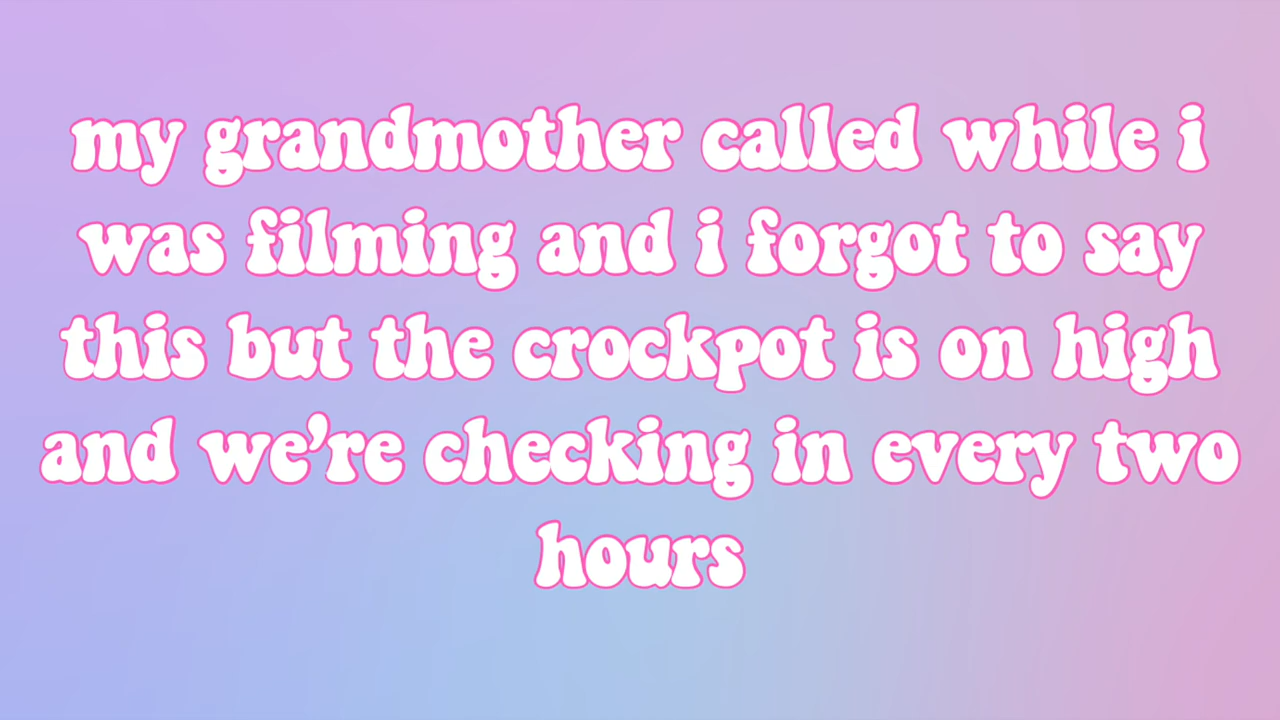 my grandmother called while i
was filming and i forgot to say
this but the crockpot is on high
and we're checking in every two
hours